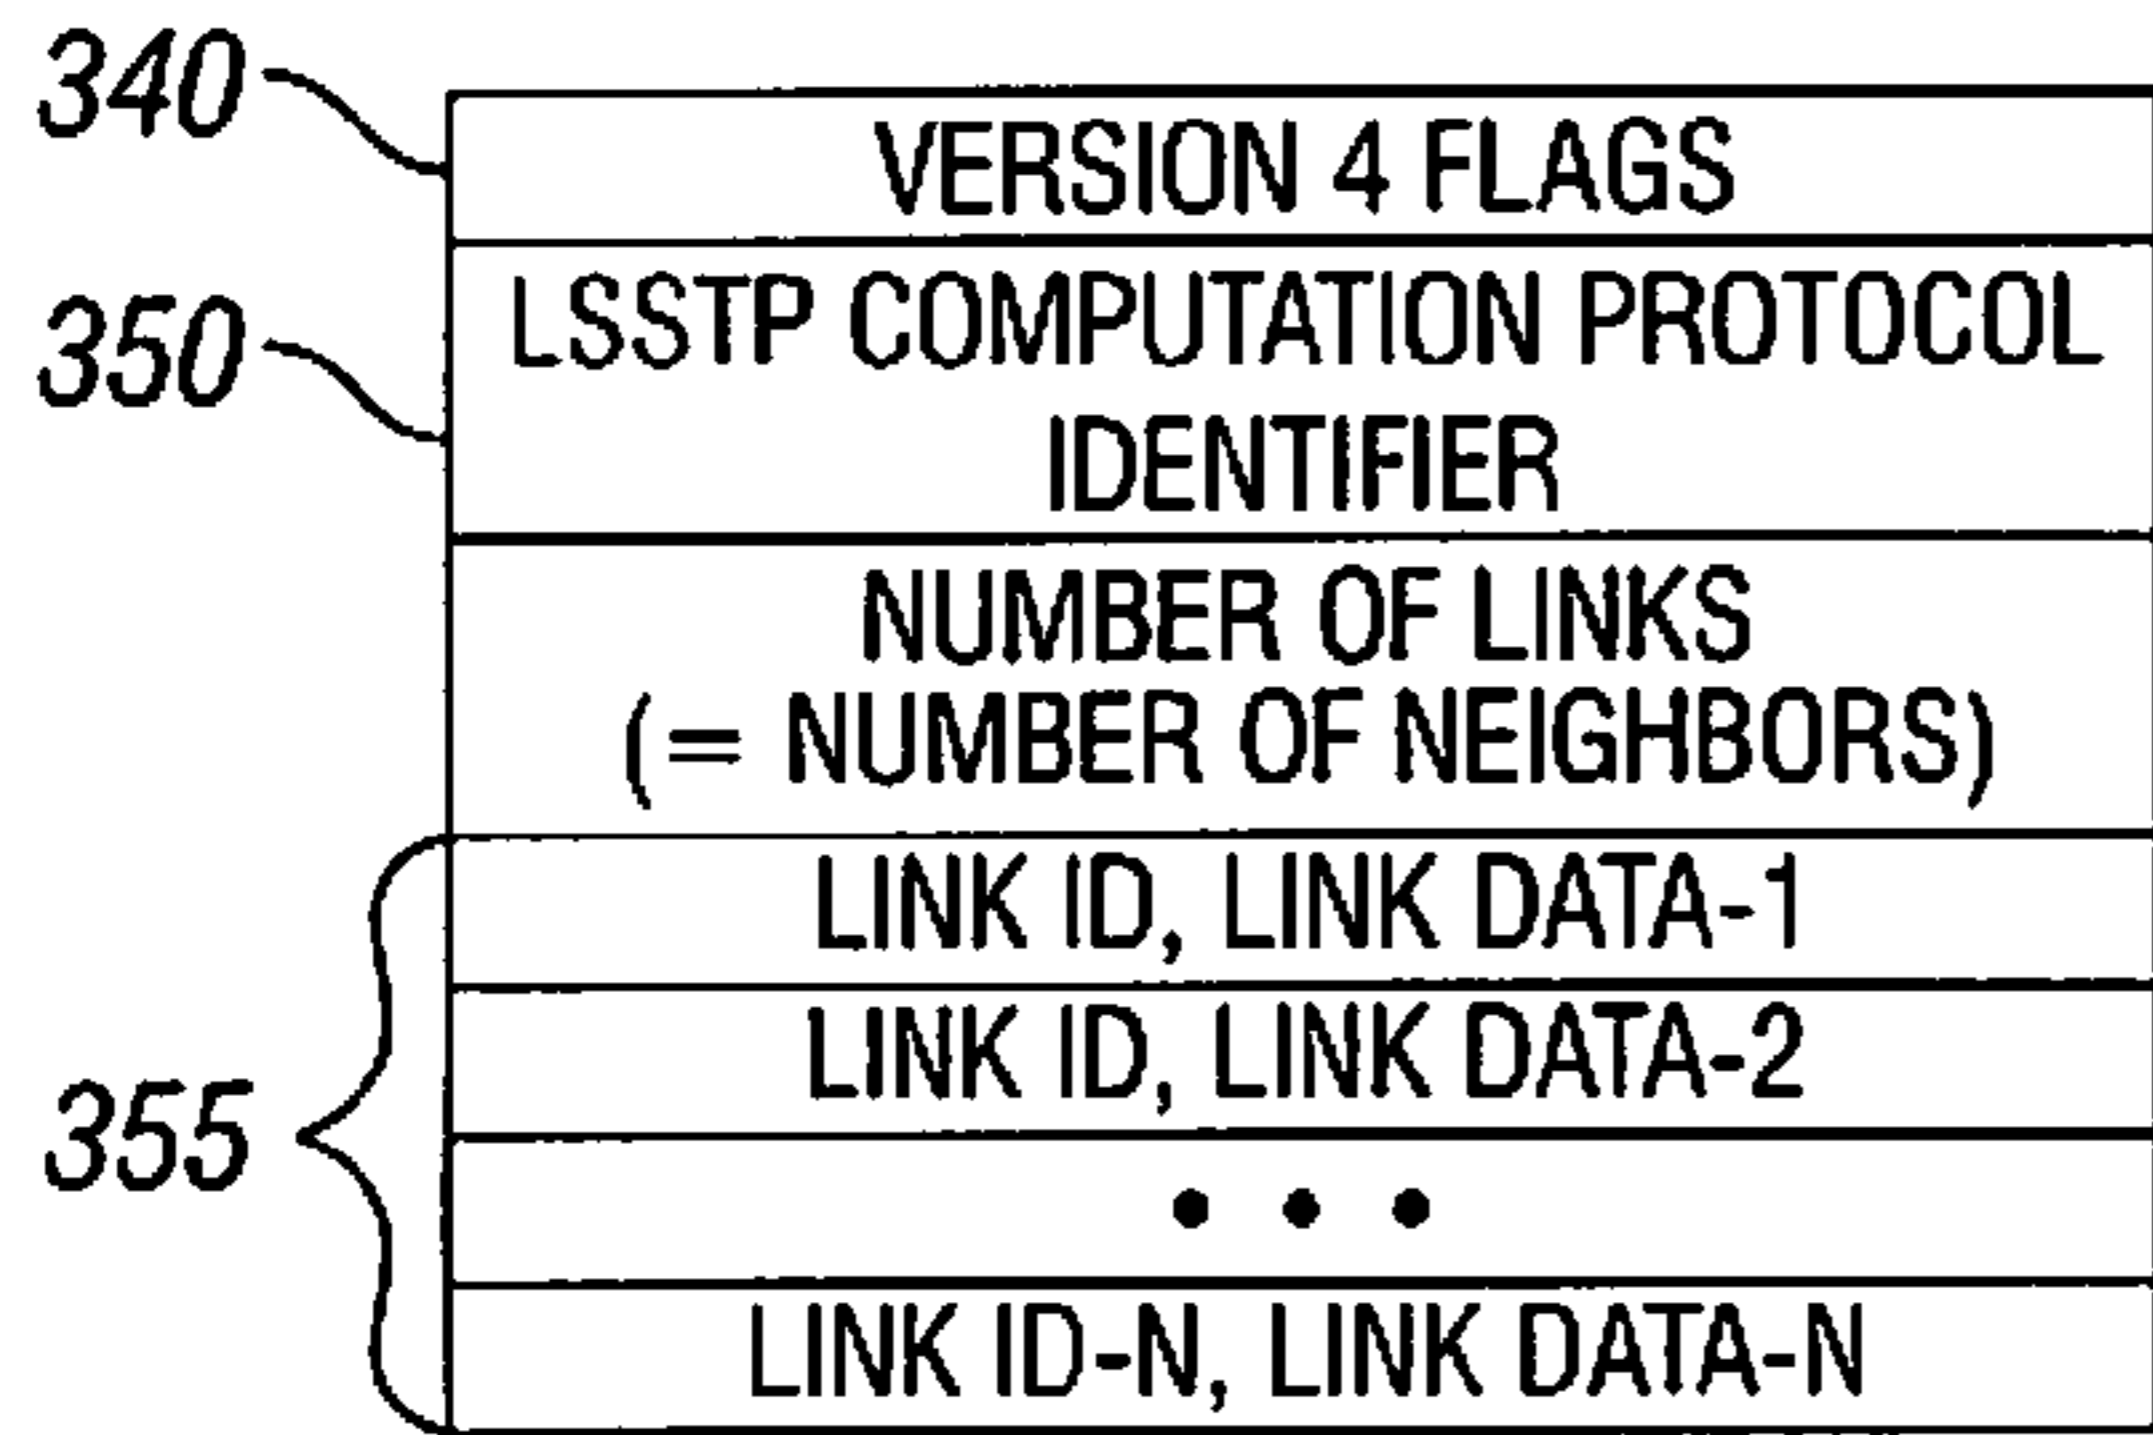 340
VERSION 4 FLAGS
350
LSSTP COMPUTATION PROTOCOL
IDENTIFIER
NUMBER OF LINKS
(= NUMBER OF NEIGHBORS)
LINK ID, LINK DATA-1
LINK ID, LINK DATA-2
355
• • •
LINK ID-N, LINK DATA-N